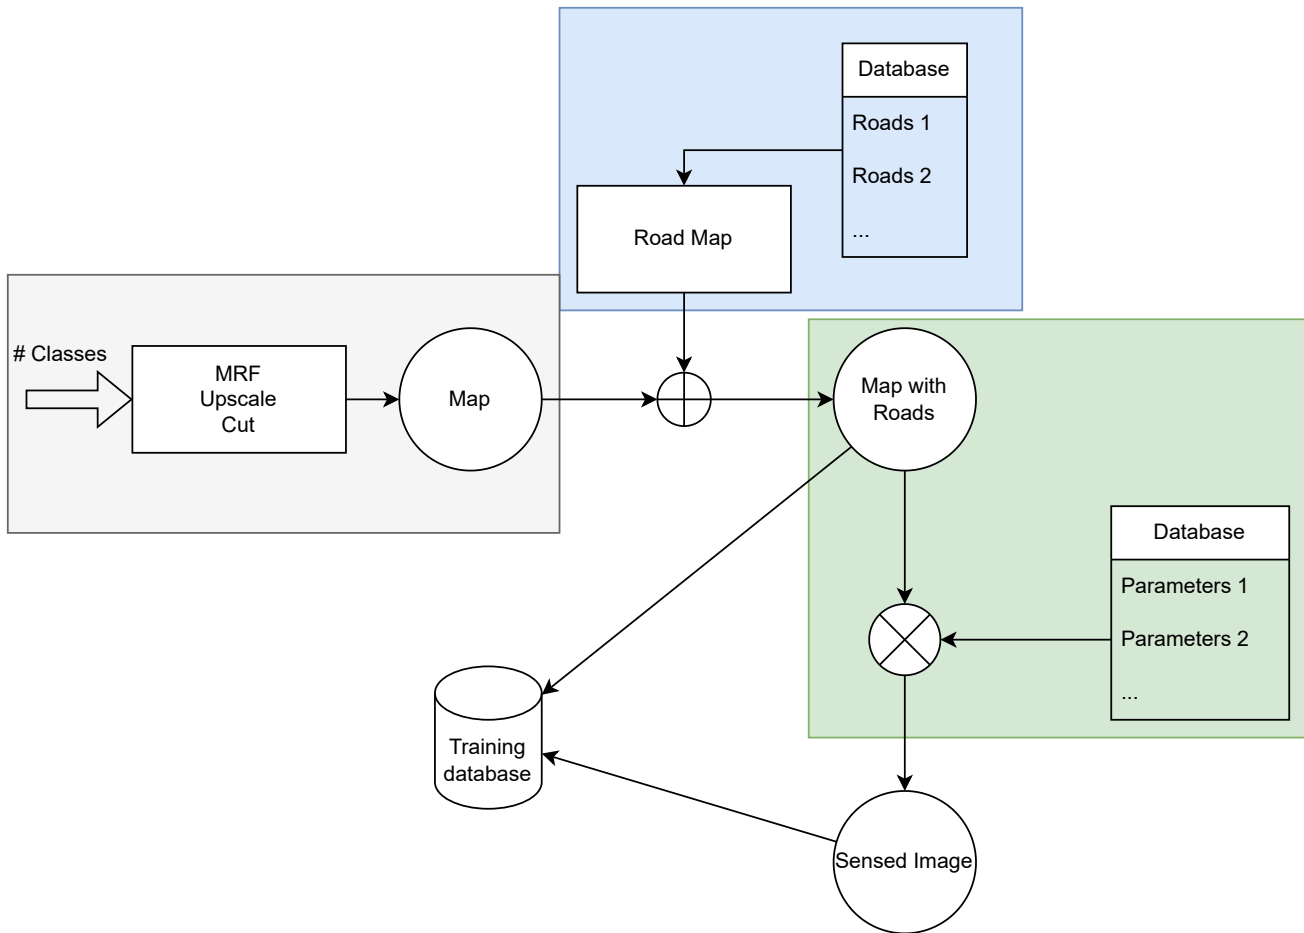 Database
Roads 1
Roads 2
...
Road Map
# Classes
MRF
Upscale
Cut
Map
Map with
Roads
Database
Parameters 1
Parameters 2
...
Training
database
Sensed Image